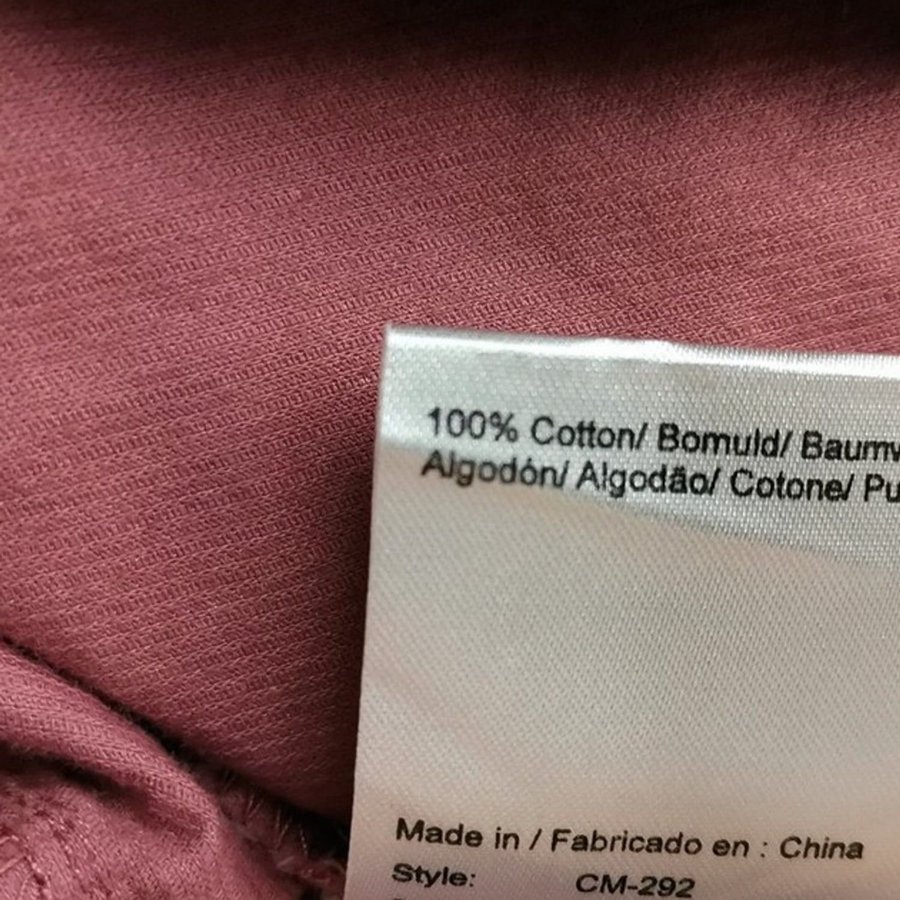 100% Cotton/ Bomuld/
Algodón/ Algodão/ Cotone/
Made in / Fabricado en : China
Style: CM-292